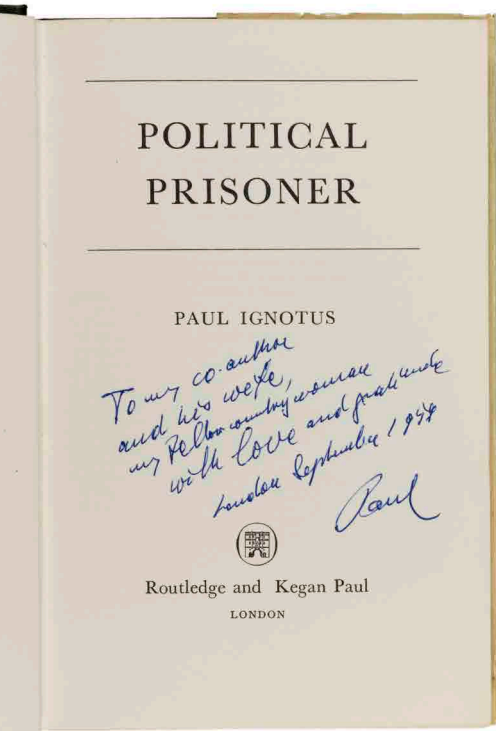 POLITICAL
PRISONER
PAUL IGNOTUS
To my co-author
and his wife,
my fellow countrywoman
with love and gratitude
London September 19
Paul
Routledge and Kegan Paul
LONDON